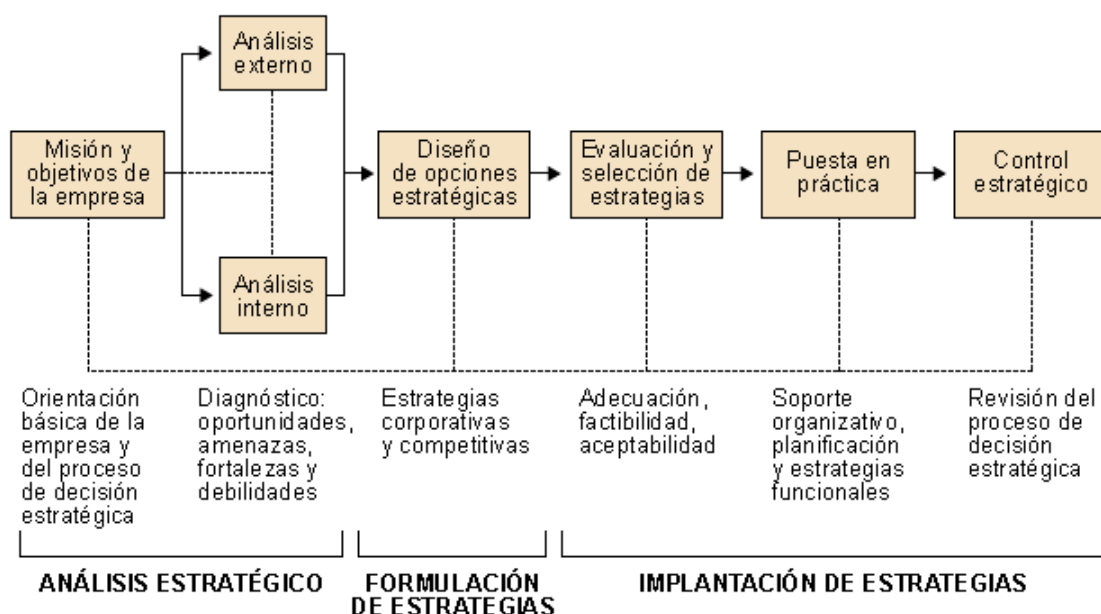 Análisis
externo
Misión y
objetivos de
la empresa
Diseño
de opciones
estratégicas
Evaluación y
selección de
estrategias
Puesta en
práctica
Control
estratégico
Análisis
interno
Orientación
básica de la
empresa y
del proceso
de decisión
estratégica
Diagnóstico:
oportunidades,
amenazas,
fortalezas y
debilidades
Estrategias
corporativas
y competitivas
Adecuación,
factibilidad,
aceptabilidad
Soporte
organizativo,
planificación
y estrategias
funcionales
Revisión del
proceso de
decisión
estratégica
ANÁLISIS ESTRATÉGICO
FORMULACIÓN
DE ESTRATEGIAS
IMPLANTACIÓN DE ESTRATEGIAS